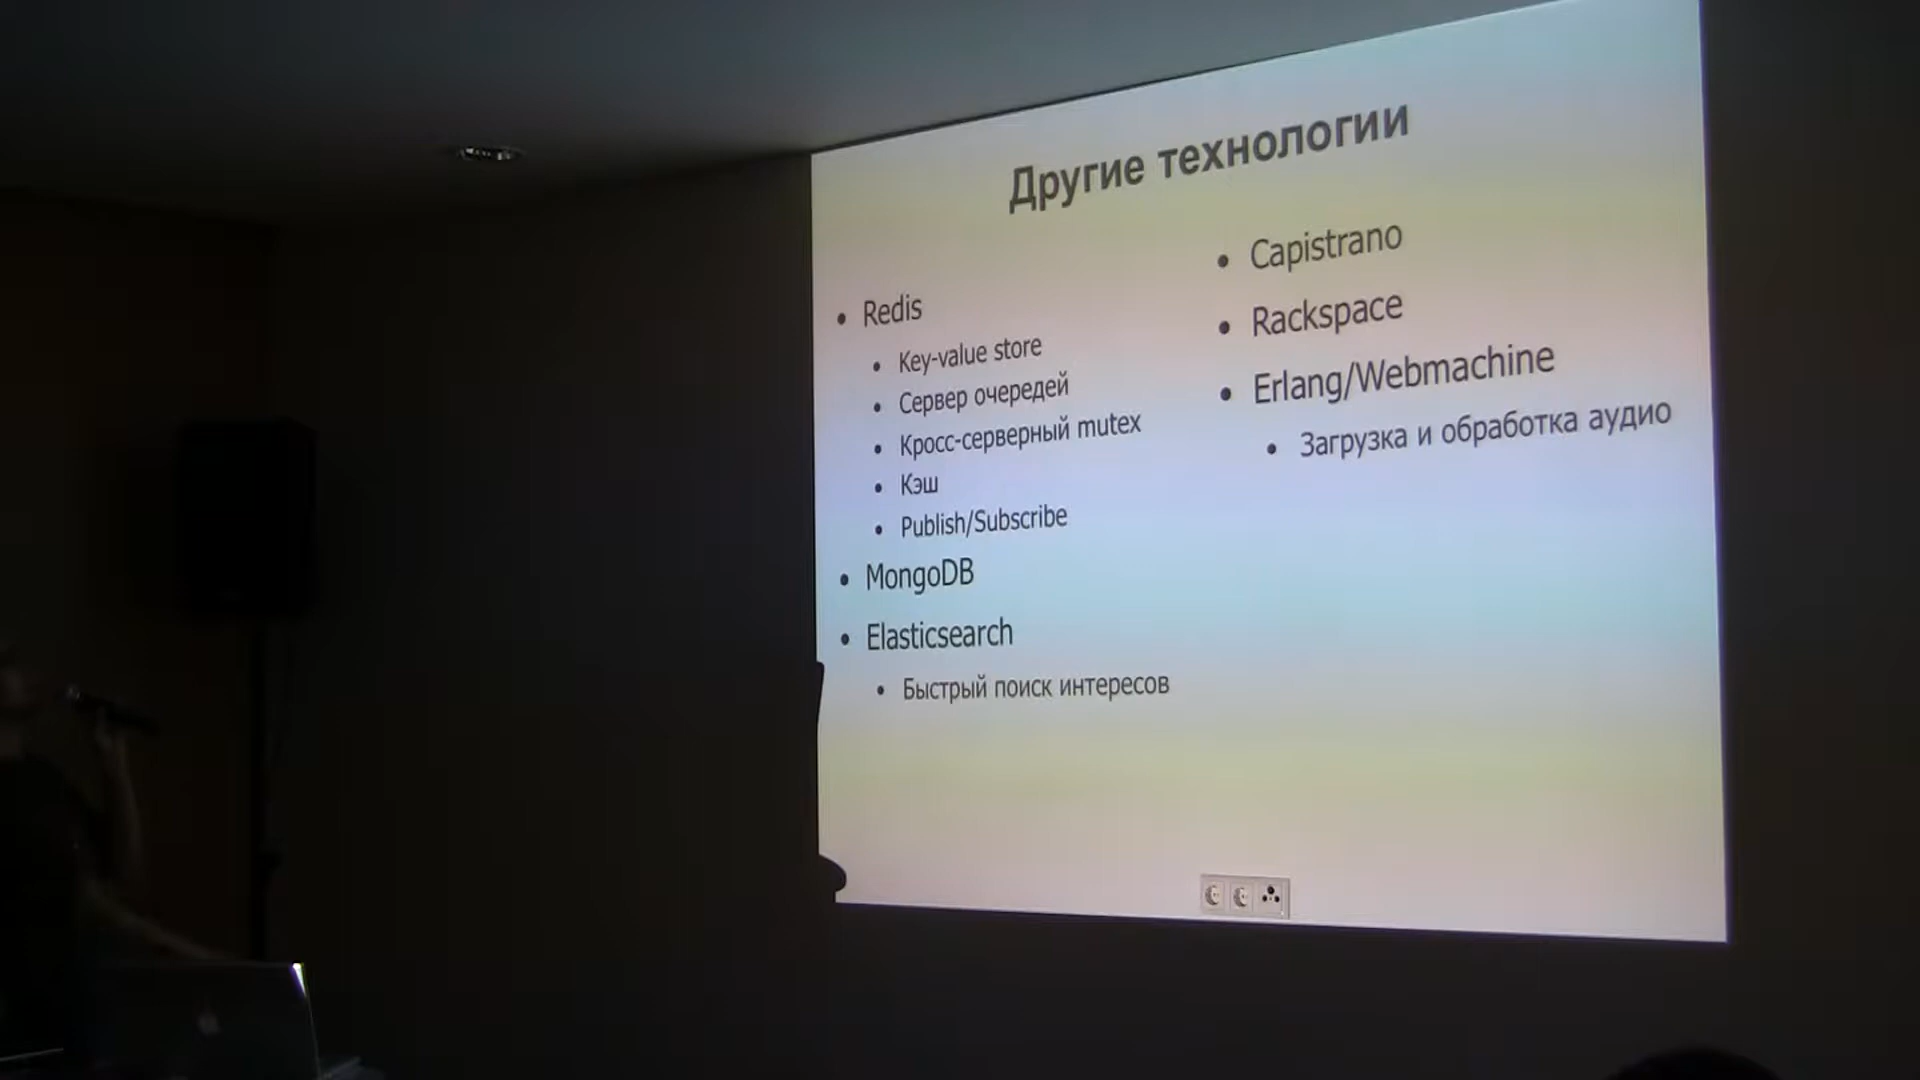 Другие технологии
Redis
Key-value store
Сервер очередей
Кросс-серверный mutex
Кэш
Publish/Subscribe
MongoDB
Elasticsearch
Быстрый поиск интересов
Capistrano
Rackspace
Erlang/Webmachine
Загрузка и обработка аудио